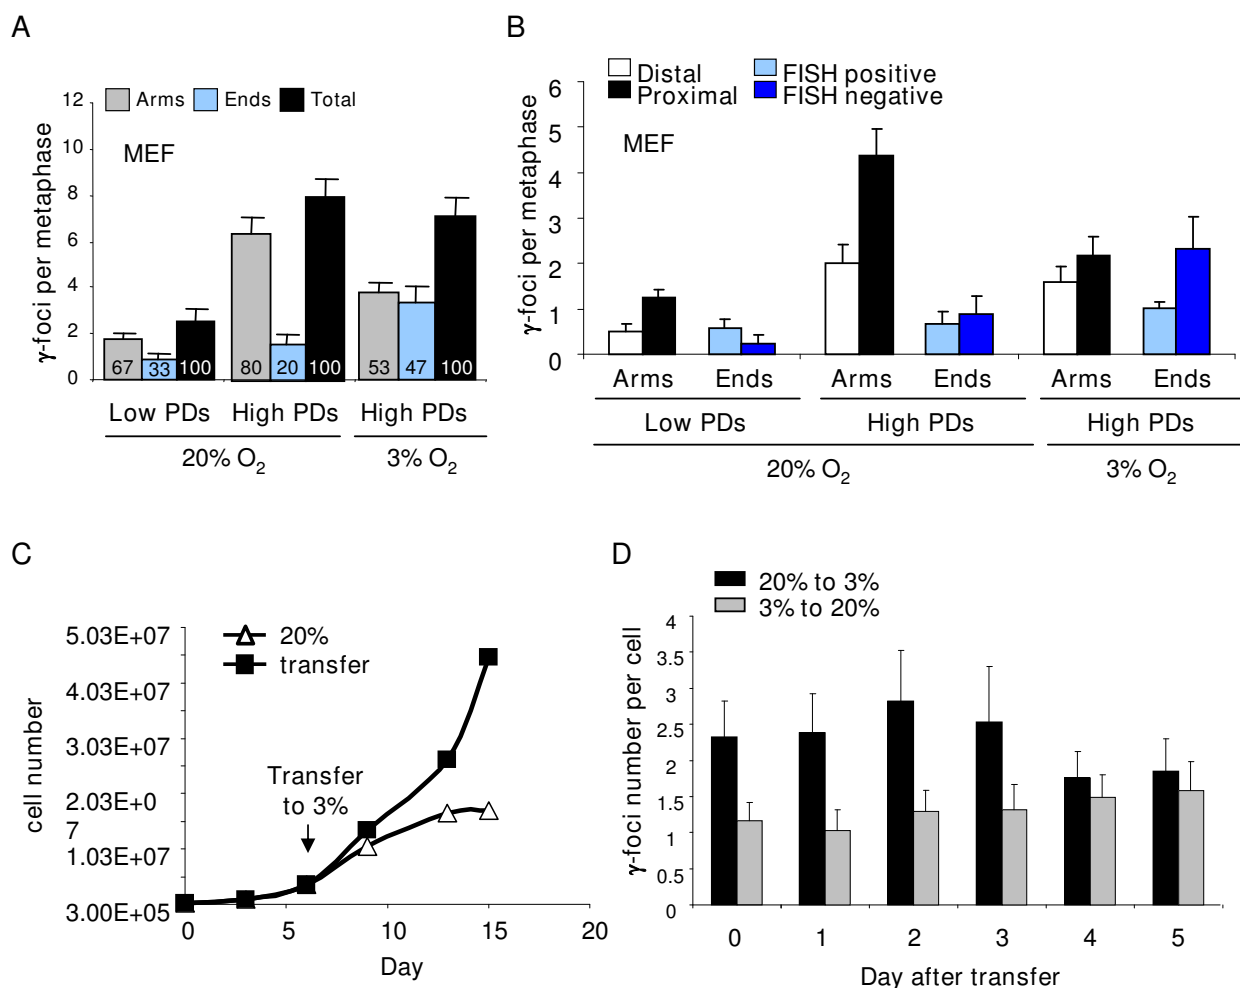 A
Arms Ends Total
12
10
8
6
4
2
0
γ-foci per metaphase
MEF
67 33 100 80 20 100 53 47 100
Low PDs High PDs High PDs
20% O2 3% O2
B
Distal FISH positive
Proximal FISH negative
6
5
4
3
2
1
0
γ-foci per metaphase
MEF
Arms Ends Arms Ends Arms Ends
Low PDs High PDs High PDs
20% O2 3% O2
C
20%
transfer
5.03E+07
4.03E+07
3.03E+07
2.03E+0
7
1.03E+07
3.00E+05
cell number
Transfer
to 3%
0 5 10 15 20
Day
D
20% to 3%
3% to 20%
4
3.5
3
2.5
2
1.5
1
0.5
0
γ-foci number per cell
0 1 2 3 4 5
Day after transfer